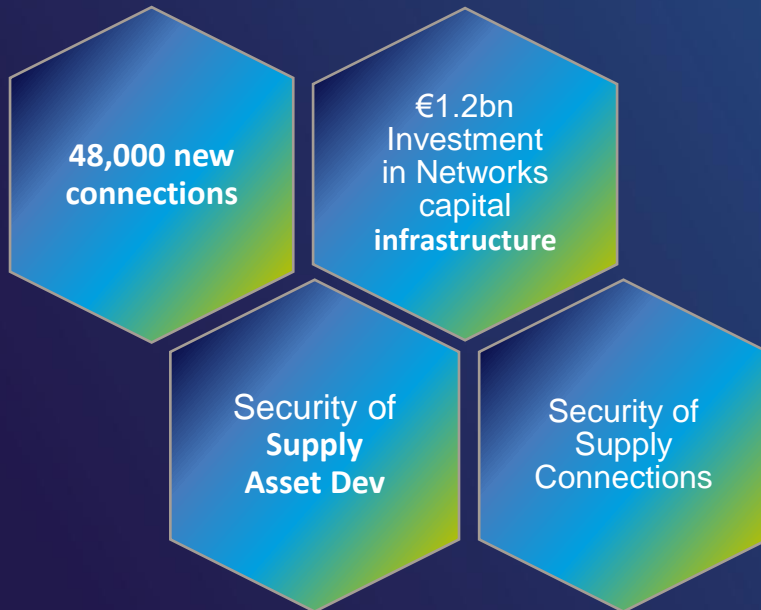 48,000 new
connections
€1.2bn
Investment
in Networks
capital
infrastructure
Security of
Supply
Asset Dev
Security of
Supply
Connections